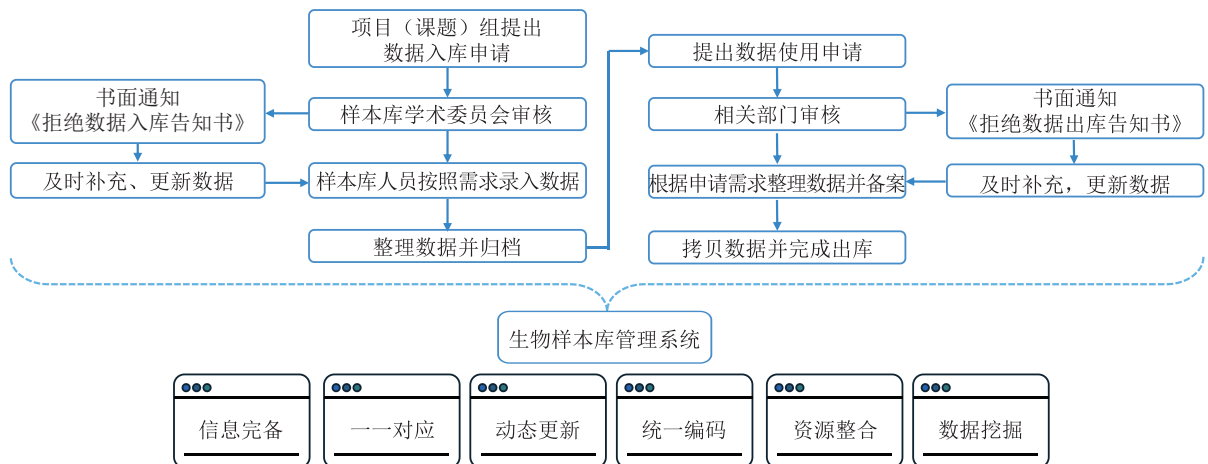 项目（课题）组提出
数据入库申请
书面通知
《拒绝数据入库告知书》
样本库学术委员会审核
及时补充、更新数据
样本库人员按照需求录入数据
整理数据并归档
提出数据使用申请
相关部门审核
书面通知
《拒绝数据出库告知书》
根据申请需求整理数据并备案
及时补充，更新数据
拷贝数据并完成出库
生物样本库管理系统
信息完备
一一对应
动态更新
统一编码
资源整合
数据挖掘